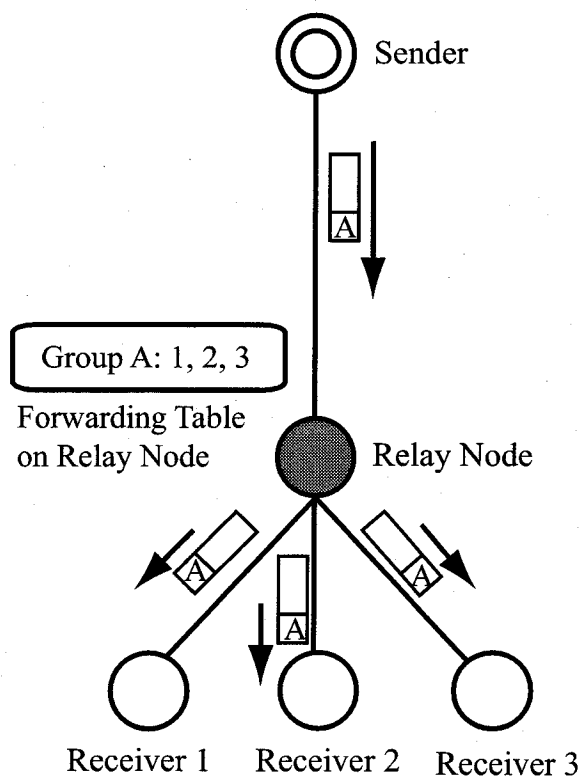 Sender
A
Group A: 1, 2, 3
Forwarding Table
on Relay Node
Relay Node
A
A
A
Receiver 1
Receiver 2
Receiver 3